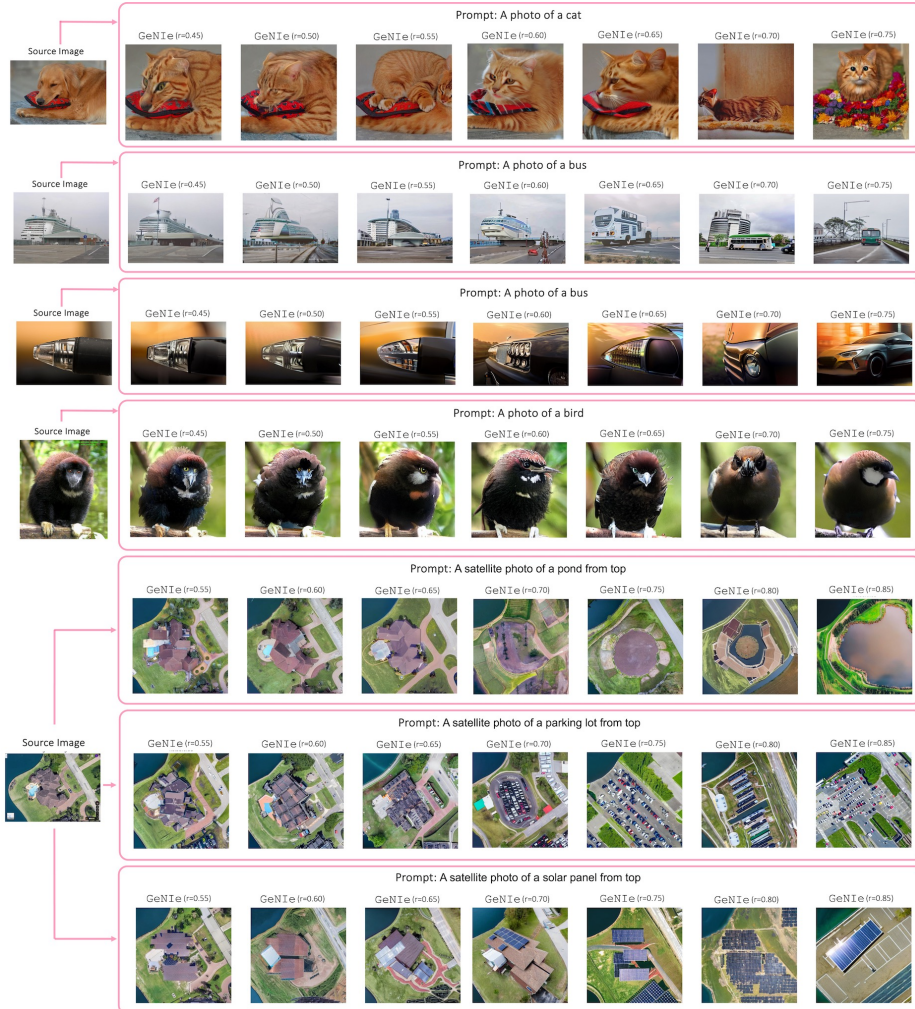 Prompt: A photo of a cat
Source Image
GeNIe (r=0.45) GeNIe (r=0.50) GeNIe (r=0.55) GeNIe (r=0.60) GeNIe (r=0.65) GeNIe (r=0.70) GeNIe (r=0.75)
Prompt: A photo of a bus
Source Image
GeNIe (r=0.45) GeNIe (r=0.50) GeNIe (r=0.55) GeNIe (r=0.60) GeNIe (r=0.65) GeNIe (r=0.70) GeNIe (r=0.75)
Prompt: A photo of a bus
Source Image
GeNIe (r=0.45) GeNIe (r=0.50) GeNIe (r=0.55) GeNIe (r=0.60) GeNIe (r=0.65) GeNIe (r=0.70) GeNIe (r=0.75)
Prompt: A photo of a bird
Source Image
GeNIe (r=0.45) GeNIe (r=0.50) GeNIe (r=0.55) GeNIe (r=0.60) GeNIe (r=0.65) GeNIe (r=0.70) GeNIe (r=0.75)
Prompt: A satellite photo of a pond from top
GeNIe (r=0.55) GeNIe (r=0.60) GeNIe (r=0.65) GeNIe (r=0.70) GeNIe (r=0.75) GeNIe (r=0.80) GeNIe (r=0.85)
Prompt: A satellite photo of a parking lot from top
Source Image
GeNIe (r=0.55) GeNIe (r=0.60) GeNIe (r=0.65) GeNIe (r=0.70) GeNIe (r=0.75) GeNIe (r=0.80) GeNIe (r=0.85)
Prompt: A satellite photo of a solar panel from top
GeNIe (r=0.55) GeNIe (r=0.60) GeNIe (r=0.65) GeNIe (r=0.70) GeNIe (r=0.75) GeNIe (r=0.80) GeNIe (r=0.85)